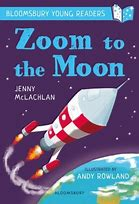 BLOOMSBURY YOUNG READERS
Zoom to the
Moon
JENNY
McLACHLAN
ILLUSTRATED BY
ANDY ROWLAND
BLOOMSBURY